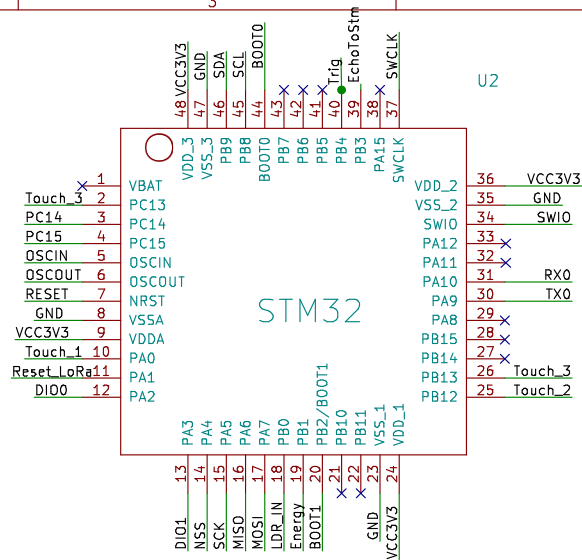 3
U2
VCC3V3
GND
SDA
SCL
BOOT0
Trig
EchoToStm
SWCLK
48
47
46
45
44
43
42
41
40
39
38
37
VDD_3
VSS_3
PB9
PB8
BOOT0
PB7
PB6
PB5
PB4
PB3
PA15
SWCLK
1 VBAT
Touch_3 2 PC13
PC14 3 PC14
PC15 4 PC15
OSCIN 5 OSCIN
OSCOUT 6 OSCOUT
RESET 7 NRST
GND 8 VSSA
VCC3V3 9 VDDA
Touch_1 10 PA0
Reset_LoRa 11 PA1
DIO0 12 PA2
STM32
VDD_2 36 VCC3V3
VSS_2 35 GND
SWIO 34 SWIO
PA12 33
PA11 32
PA10 31 RX0
PA9 30 TX0
PA8 29
PB15 28
PB14 27
PB13 26 Touch_3
PB12 25 Touch_2
PA3
PA4
PA5
PA6
PA7
PB0
PB1
PB2/BOOT1
PB10
PB11
VSS_1
VDD_1
13
14
15
16
17
18
19
20
21
22
23
24
DIO1
NSS
SCK
MISO
MOSI
LDR_IN
Energy
BOOT1
GND
VCC3V3